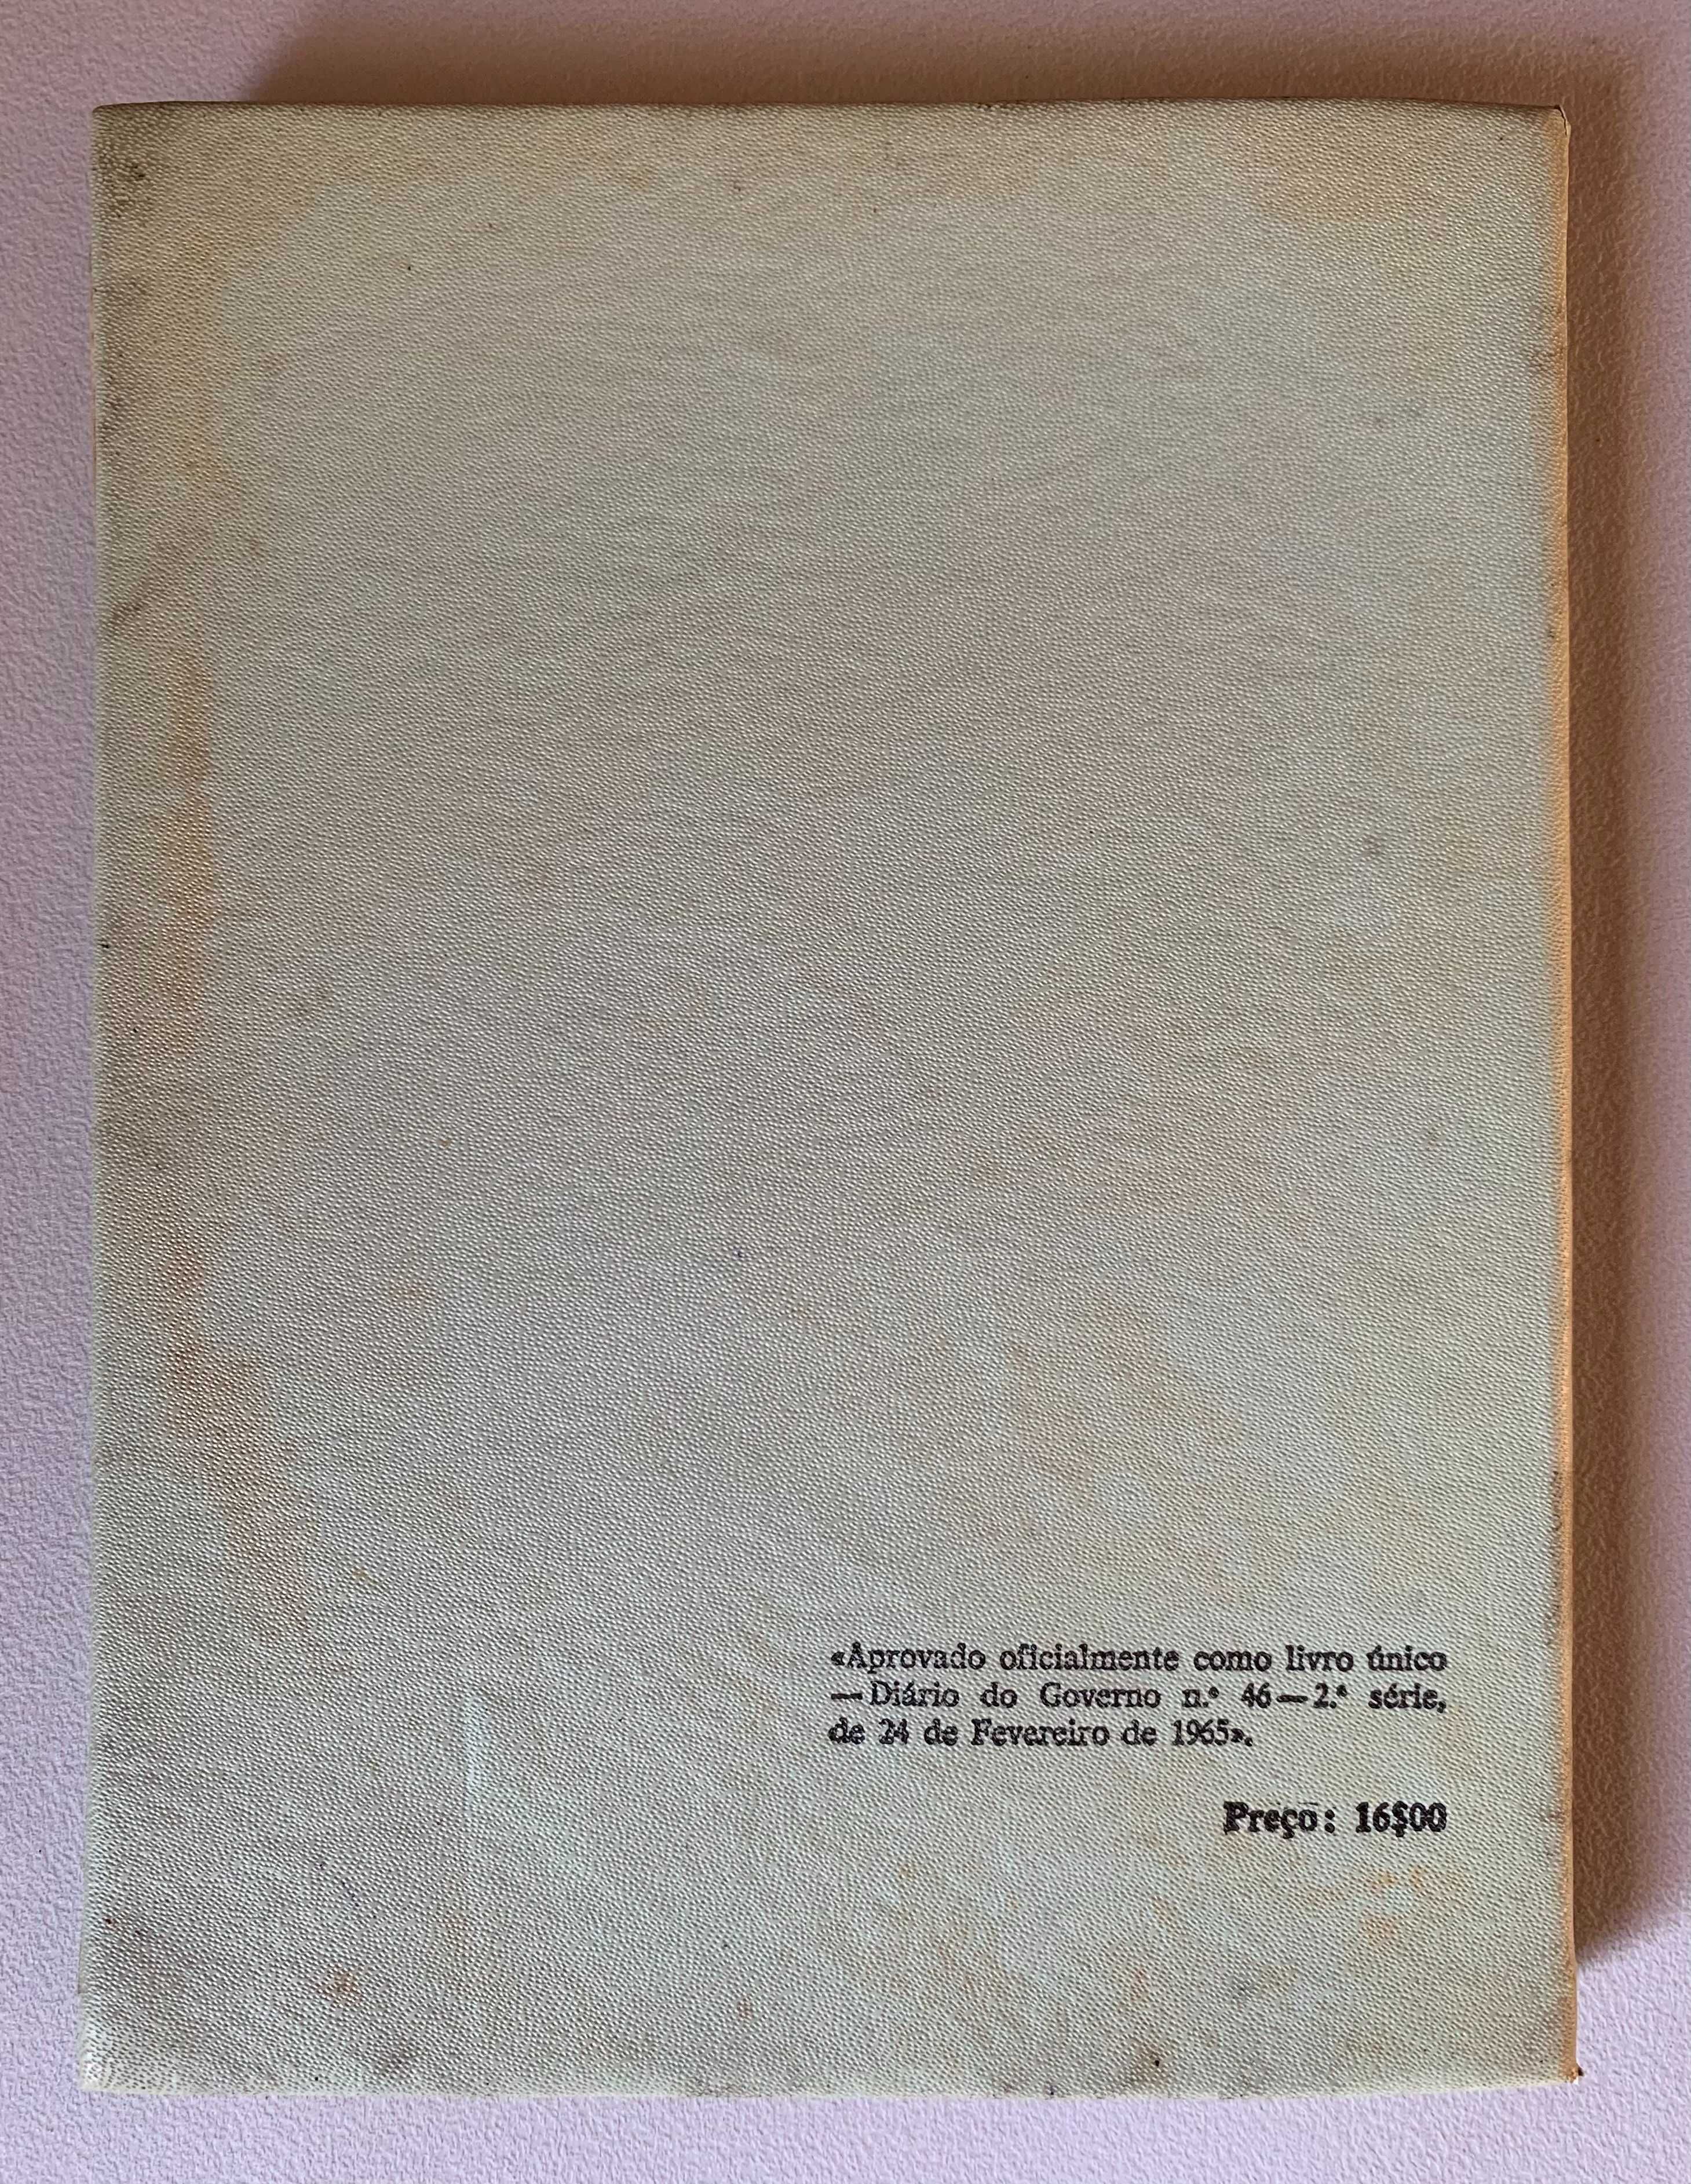 «Aprovado oficialmente como livro único
— Diário do Governo n.º 46 — 2.ª série,
de 24 de Fevereiro de 1965».
Preço: 16$00